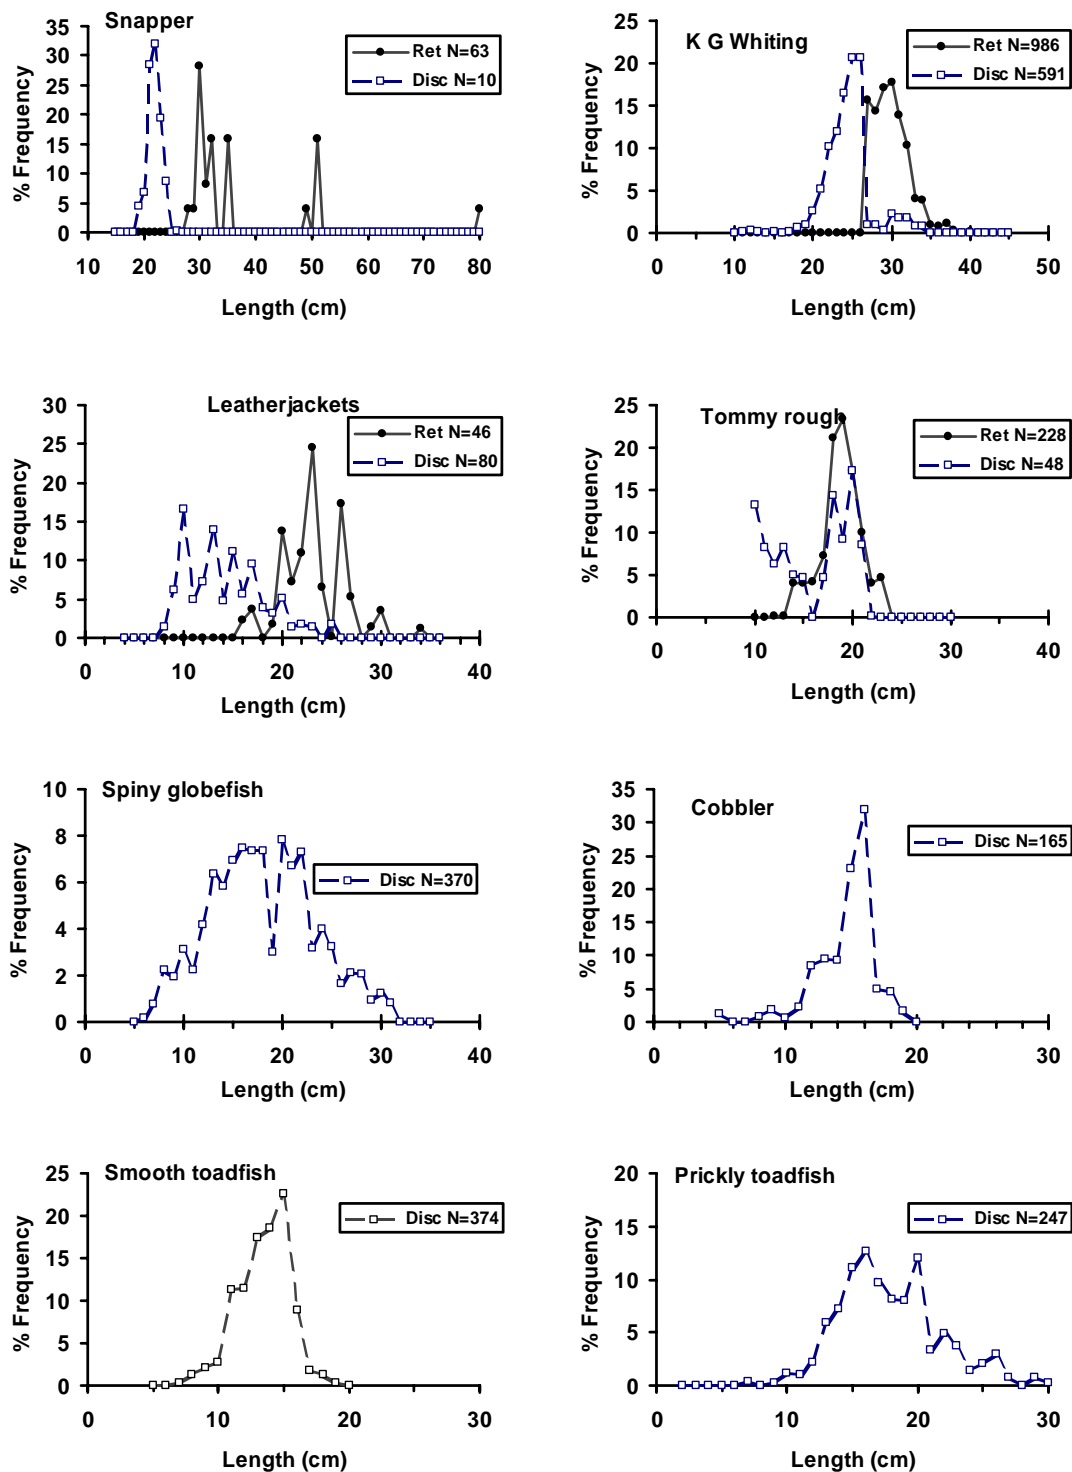 Snapper
35
30
25
20
15
10
5
0
% Frequency
Ret N=63
Disc N=10
10 20 30 40 50 60 70 80
Length (cm)
K G Whiting
25
20
15
10
5
0
% Frequency
Ret N=986
Disc N=591
0 10 20 30 40 50
Length (cm)
Leatherjackets
30
25
20
15
10
5
0
% Frequency
Ret N=46
Disc N=80
0 10 20 30 40
Length (cm)
Tommy rough
25
20
15
10
5
0
% Frequency
Ret N=228
Disc N=48
0 10 20 30 40
Length (cm)
Spiny globefish
10
8
6
4
2
0
% Frequency
Disc N=370
0 10 20 30 40
Length (cm)
Cobbler
35
30
25
20
15
10
5
0
% Frequency
Disc N=165
0 10 20 30
Length (cm)
Smooth toadfish
25
20
15
10
5
0
% Frequency
Disc N=374
0 10 20 30
Length (cm)
Prickly toadfish
20
15
10
5
0
% Frequency
Disc N=247
0 10 20 30
Length (cm)